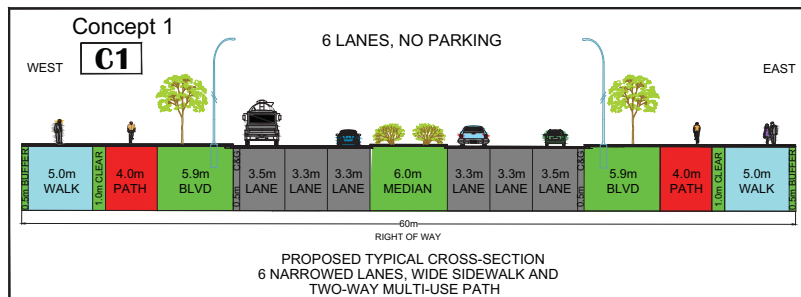 Concept 1
C1
6 LANES, NO PARKING
WEST
EAST
0.5m BUFFER
5.0m
WALK
1.0m CLEAR
4.0m
PATH
5.9m
BLVD
0.5m C&G
3.5m
LANE
3.3m
LANE
3.3m
LANE
6.0m
MEDIAN
3.3m
LANE
3.3m
LANE
3.5m
LANE
0.5m C&G
5.9m
BLVD
4.0m
PATH
1.0m CLEAR
5.0m
WALK
0.5m BUFFER
60m
RIGHT OF WAY
PROPOSED TYPICAL CROSS-SECTION
6 NARROWED LANES, WIDE SIDEWALK AND
TWO-WAY MULTI-USE PATH